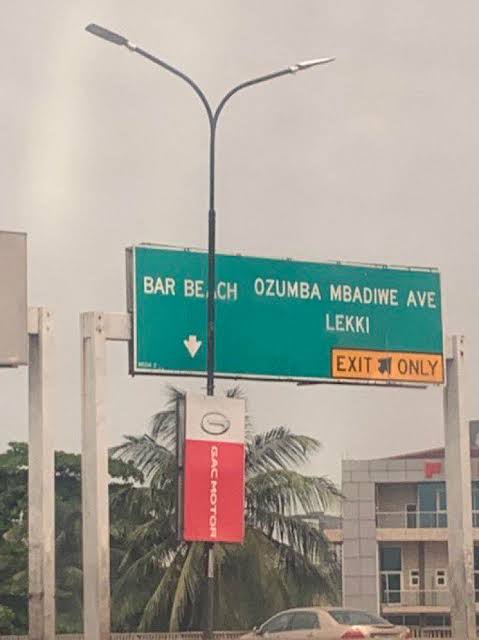 BAR BEACH
OZUMBA MBADIWE AVE
LEKKI
EXIT ONLY
GAC MOTOR